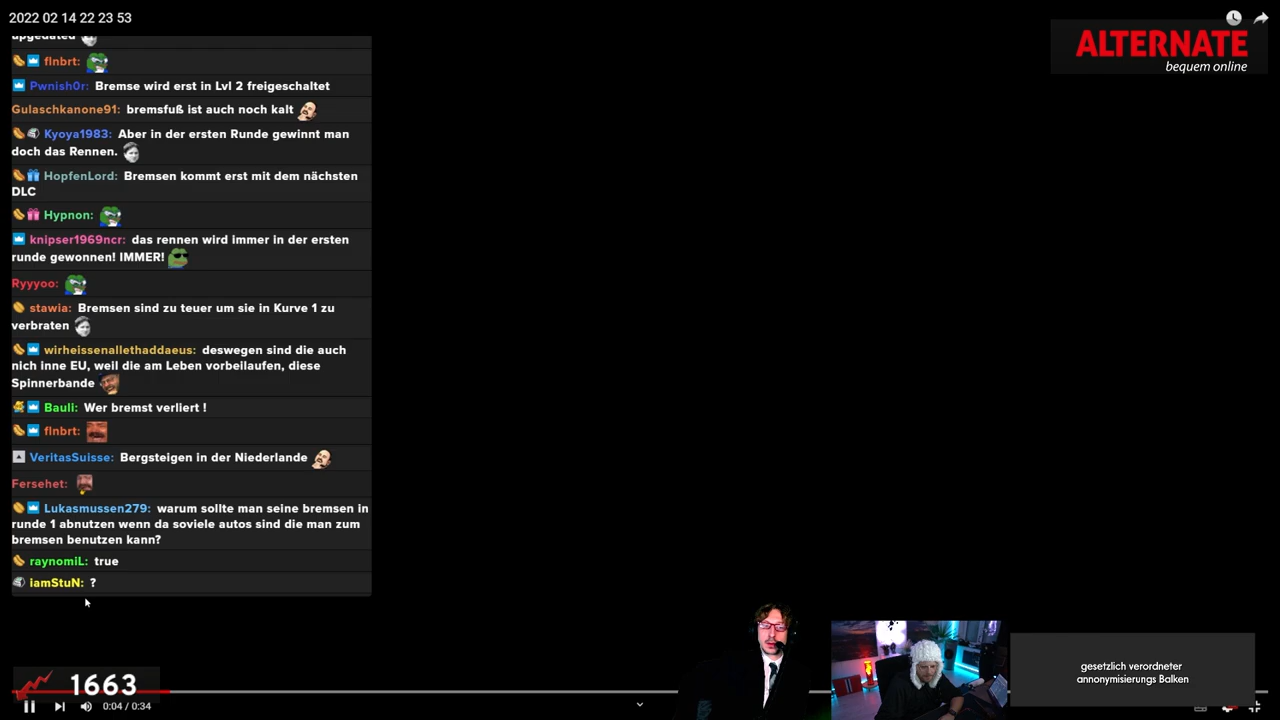 2022 02 14 22 23 53
ALTERNATE
bequem online
upgedated
flnbrt:
Pwnish0r: Bremse wird erst in Lvl 2 freigeschaltet
Gulaschkanone91: bremsfuß ist auch noch kalt
Kyoya1983: Aber in der ersten Runde gewinnt man
doch das Rennen.
HopfenLord: Bremsen kommt erst mit dem nächsten
DLC
Hypnon:
knipser1969ncr: das rennen wird immer in der ersten
runde gewonnen! IMMER!
Ryyyoo:
stawia: Bremsen sind zu teuer um sie in Kurve 1 zu
verbraten
wirheissenallethaddaeus: deswegen sind die auch
nich inne EU, weil die am Leben vorbeilaufen, diese
Spinnerbande
Bauli: Wer bremst verliert !
flnbrt:
VeritasSuisse: Bergsteigen in der Niederlande
Fersehet:
Lukasmussen279: warum sollte man seine bremsen in
runde 1 abnutzen wenn da soviele autos sind die man zum
bremsen benutzen kann?
raynomiL: true
iamStuN: ?
1663
0:04 / 0:34
gesetzlich verordneter
annonymisierungs Balken